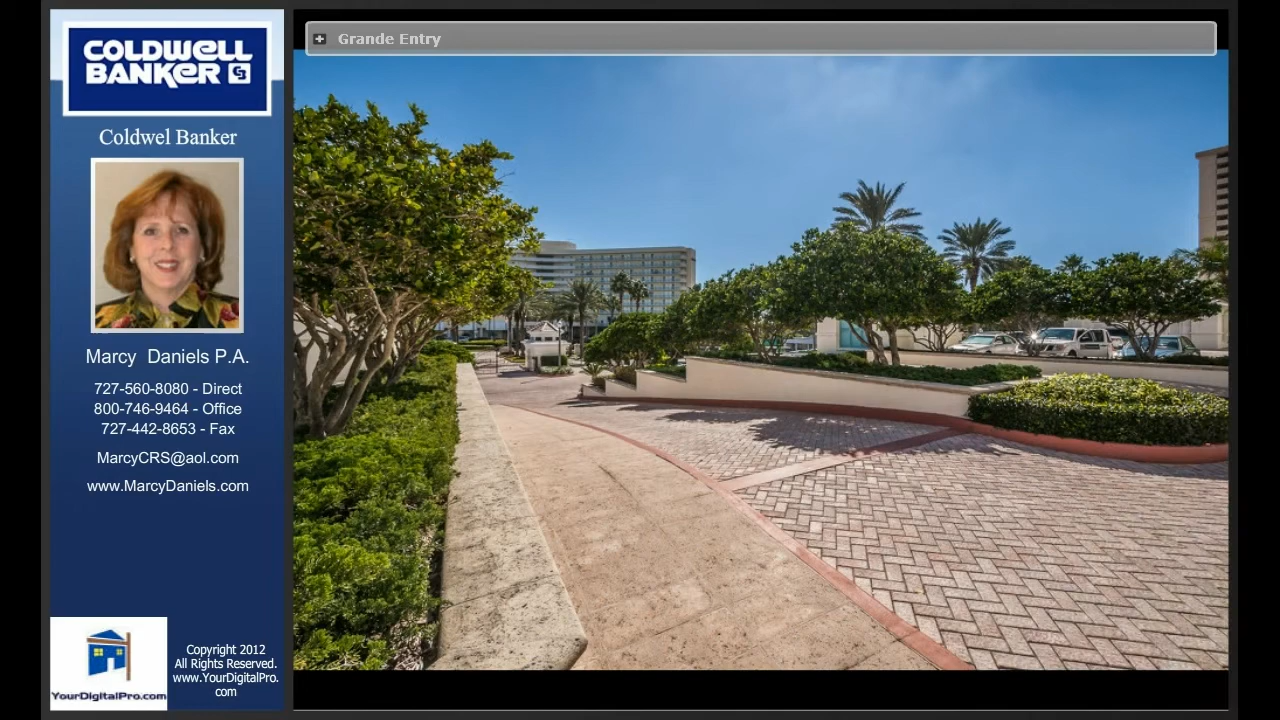 COLDWELL
BANKER CB
Coldwel Banker
Marcy Daniels P.A.
727-560-8080 - Direct
800-746-9464 - Office
727-442-8653 - Fax
MarcyCRS@aol.com
www.MarcyDaniels.com
YourDigitalPro.com
Copyright 2012
All Rights Reserved.
www.YourDigitalPro.
com
Grande Entry